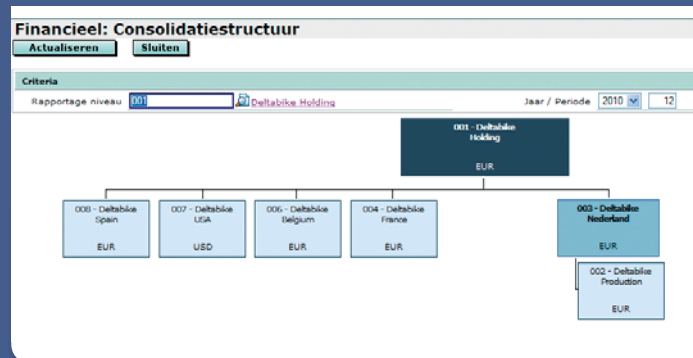 Financieel: Consolidatiestructuur
Actualiseren Sluiten
Criteria
Rapportage niveau 001 Deltabike Holding Jaar / Periode 2010 12
001 - Deltabike
Holding
EUR
008 - Deltabike
Spain
EUR
007 - Deltabike
USA
USD
006 - Deltabike
Belgium
EUR
004 - Deltabike
France
EUR
003 - Deltabike
Nederland
EUR
002 - Deltabike
Production
EUR